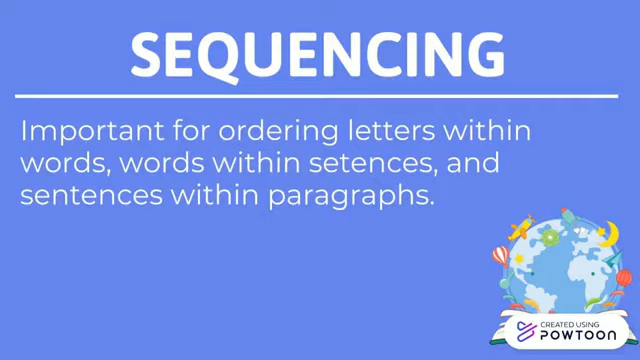 SEQUENCING
Important for ordering letters within
words, words within setences, and
sentences within paragraphs.
CREATED USING
POWTOON